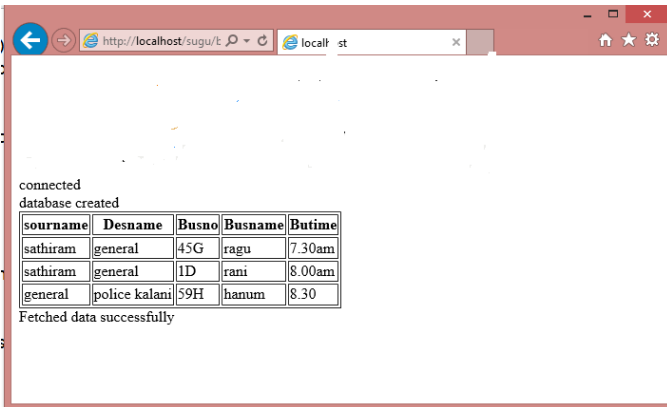 http://localhost/sugu/b
connected
database created
sourname Desname Busno Busname Butime
sathiram general 45G ragu 7.30am
sathiram general 1D rani 8.00am
general police kalani 59H hanum 8.30
Fetched data successfully